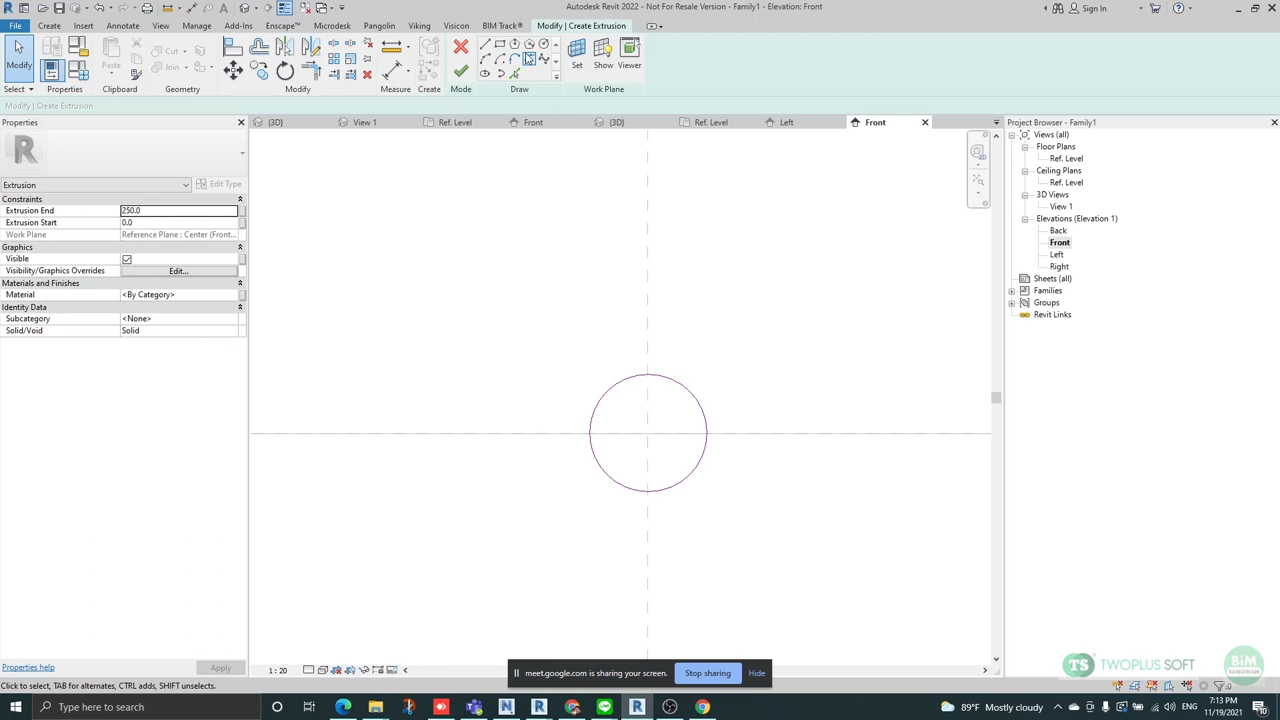 Autodesk Revit 2022 - Not For Resale Version - Family1 - Elevation: Front
Sign In
File Create Insert Annotate View Manage Add-Ins Enscape™ Microdesk Pangolin Vitaulity Visicon BIM Track® Modify | Create Extrusion
Modify
Paste
Cut
Join
Set Show Viewer
Select Properties Clipboard Geometry Modify Measure Create Mode Draw Work Plane
Modify | Create Extrusion
Properties
{3D} View 1 Ref. Level Front {3D} Ref. Level Left Front
Project Browser - Family1
R
Extrusion
Edit Type
Constraints
Extrusion End 250.0
Extrusion Start 0.0
Work Plane Reference Plane : Center (Front...
Graphics
Visible
Visibility/Graphics Overrides Edit...
Materials and Finishes
Material <By Category>
Identity Data
Subcategory <None>
Solid/Void Solid
Views (all)
Floor Plans
Ref. Level
Ceiling Plans
Ref. Level
3D Views
View 1
Elevations (Elevation 1)
Back
Front
Left
Right
Sheets (all)
Families
Groups
Revit Links
Properties help
Apply
1 : 20
meet.google.com is sharing your screen. Stop sharing Hide
TS TWOPLUS SOFT
BIM
Click to select, TAB for alternates, CTRL adds, SHIFT unselects.
:0
Type here to search
89°F Mostly cloudy
ENG
7:13 PM
11/19/2021